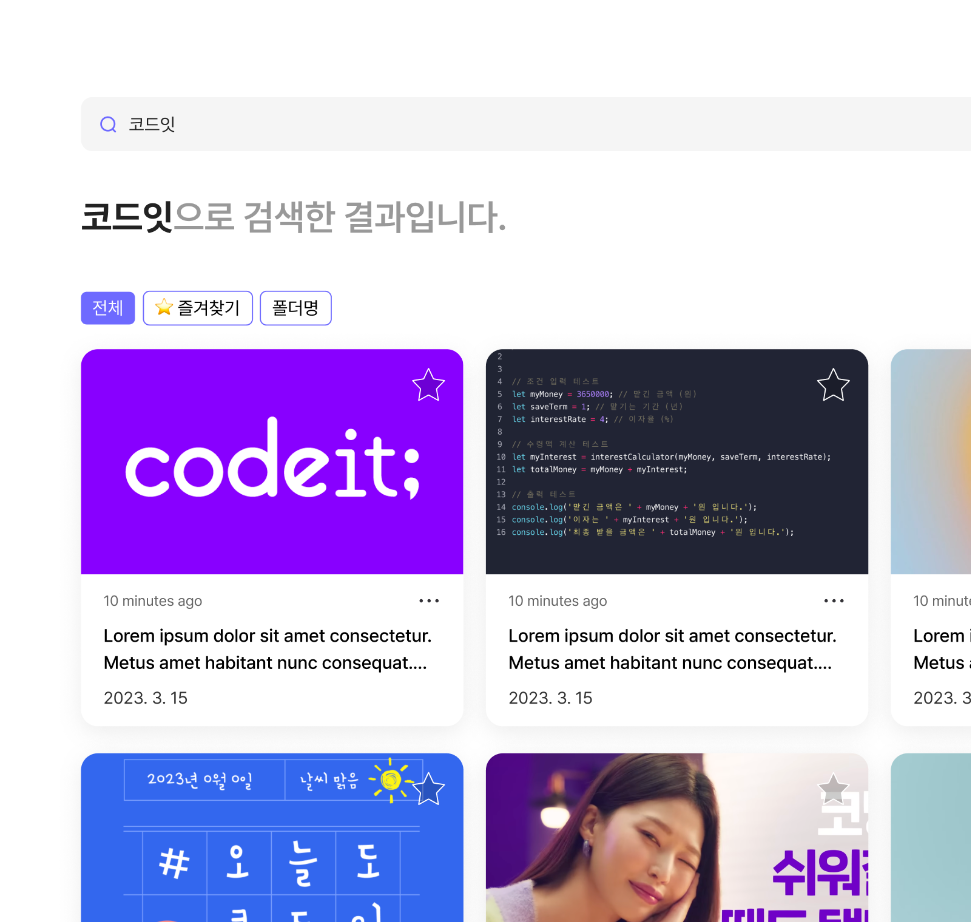 코드잇
코드잇으로 검색한 결과입니다.
전체
⭐ 즐겨찾기
폴더명
codeit;
2
3
4 // 조건 입력 테스트
5 let myMoney = 3650000; // 맡긴 금액 (원)
6 let saveTerm = 1; // 맡기는 기간 (년)
7 let interestRate = 4; // 이자율 (%)
8
9 // 수령액 계산 테스트
10 let myInterest = interestCalculator(myMoney, saveTerm, interestRate);
11 let totalMoney = myMoney + myInterest;
12
13 // 출력 테스트
14 console.log('맡긴 금액은 ' + myMoney + '원 입니다.');
15 console.log('이자는 ' + myInterest + '원 입니다.');
16 console.log('최종 받을 금액은 ' + totalMoney + '원 입니다.');
10 minutes ago
Lorem ipsum dolor sit amet consectetur.
Metus amet habitant nunc consequat....
2023. 3. 15
10 minutes ago
Lorem ipsum dolor sit amet consectetur.
Metus amet habitant nunc consequat....
2023. 3. 15
10 minute
Lorem
Metus
2023. 3
2023년 0월 0일
날씨 맑음
# 오 늘 도
쉬워